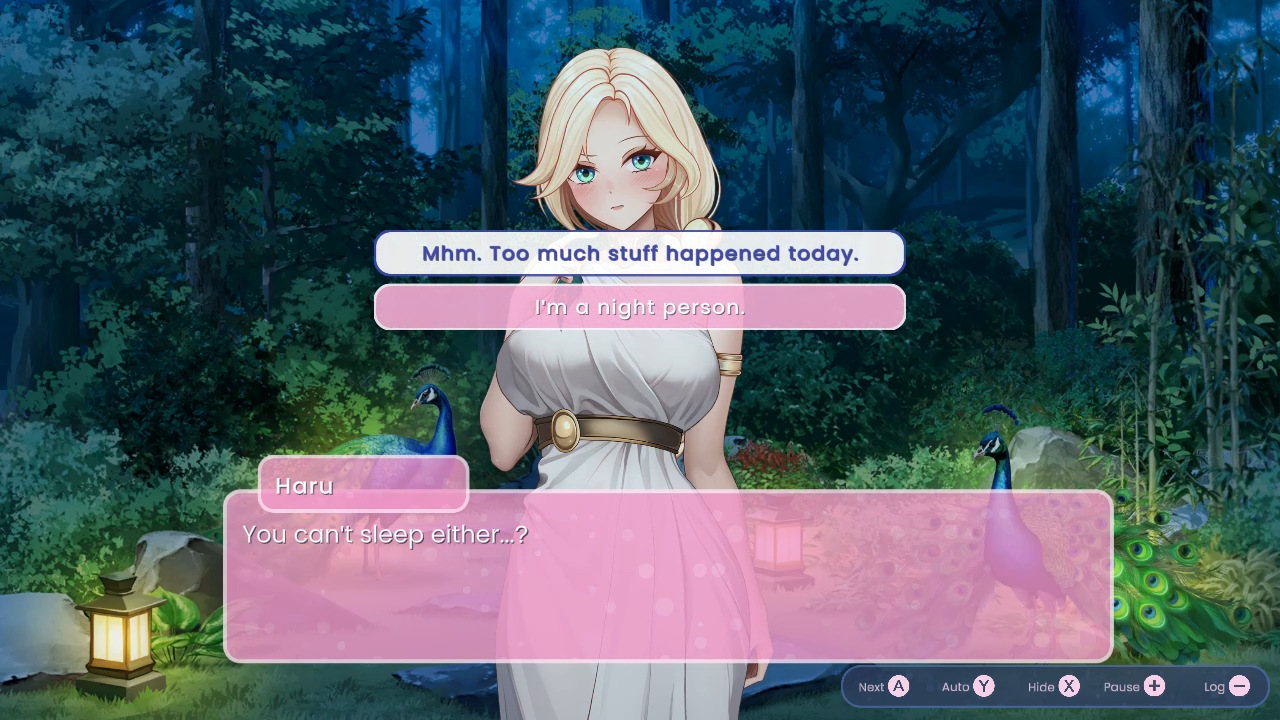 Mhm. Too much stuff happened today.
I'm a night person.
Haru
You can't sleep either...?
Next A Auto Y Hide X Pause + Log −